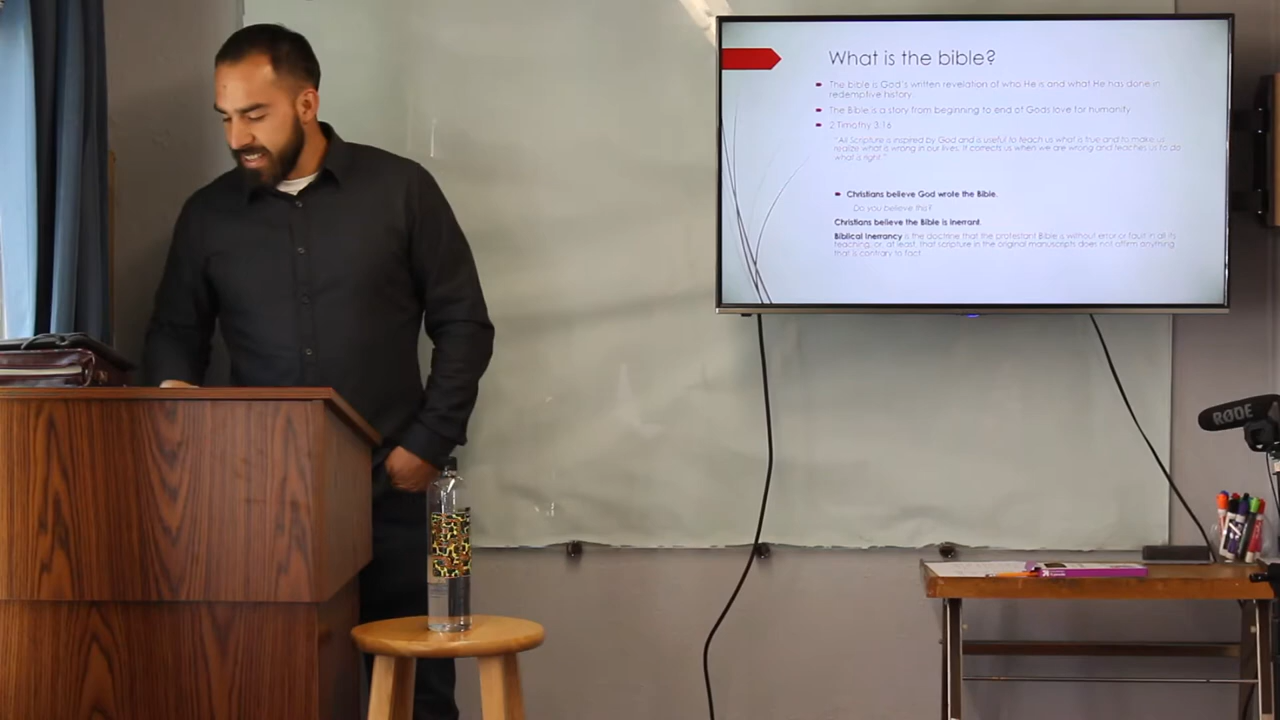 What is the bible?
The bible is God's written revelation of who He is and what He has done in
redemptive history.
The Bible is a story from beginning to end of Gods love for humanity.
2 Timothy 3:16
"All Scripture is inspired by God and is useful to teach us what is true and to make us
realize what is wrong in our lives. It corrects us when we are wrong and teaches us to do
what is right."
Christians believe God wrote the Bible.
Do you believe this?
Christians believe the Bible is inerrant.
Biblical inerrancy is the doctrine that the protestant Bible is without error or fault in all its
teaching; or, at least, that scripture in the original manuscripts does not affirm anything
that is contrary to fact.
RØDE